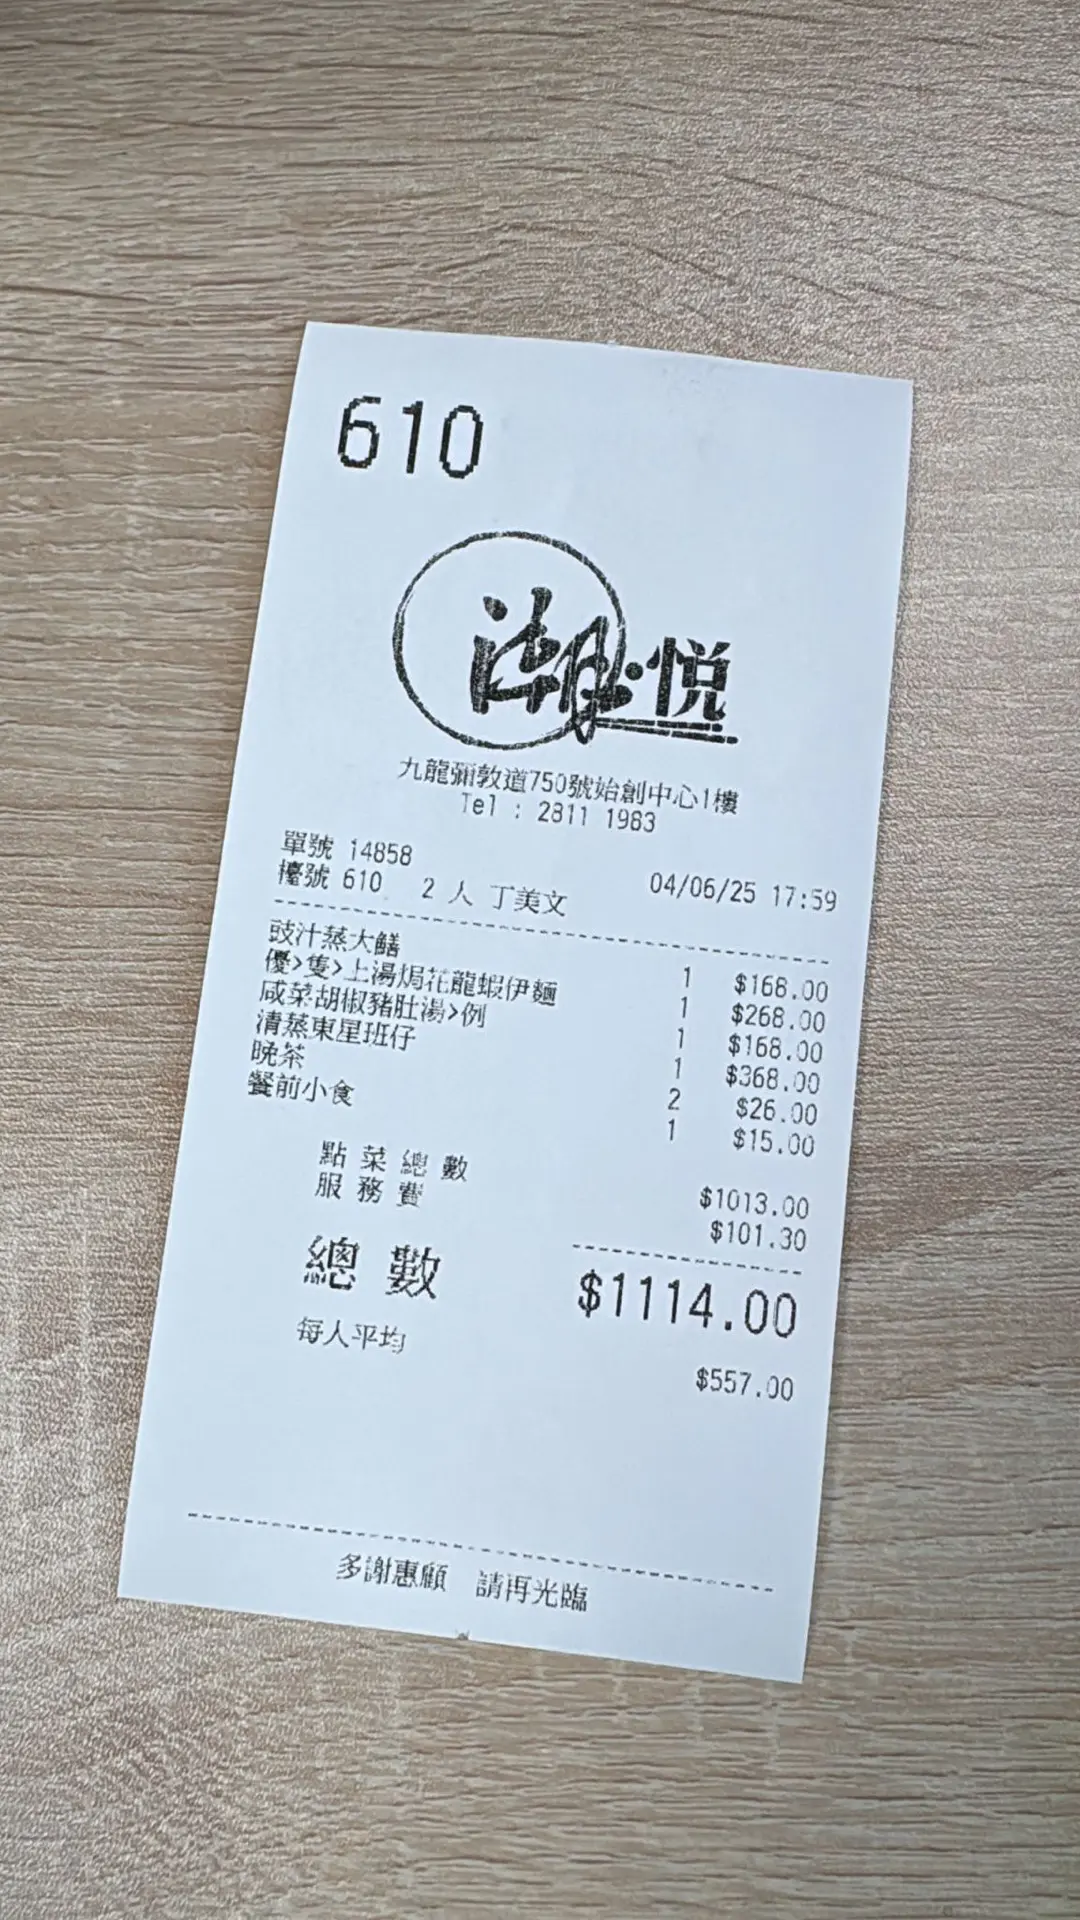 610
潮·悦
九龍彌敦道750號始創中心1樓
Tel : 2811 1983
單號 14858
檯號 610 2 人 丁美文 04/06/25 17:59
豉汁蒸大鱔 1 $168.00
優>隻>上湯焗花龍蝦伊麵 1 $268.00
咸菜胡椒豬肚湯>例 1 $168.00
清蒸東星班仔 1 $368.00
晚茶 2 $26.00
餐前小食 1 $15.00
點菜總數 $1013.00
服務費 $101.30
總數 $1114.00
每人平均 $557.00
多謝惠顧 請再光臨